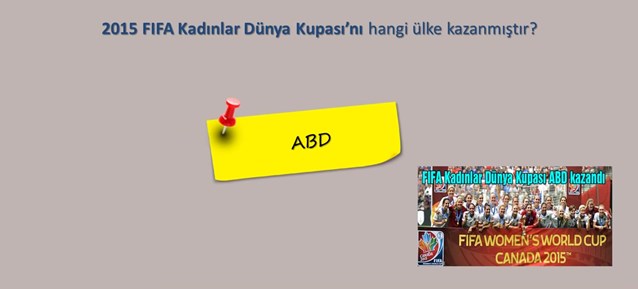 2015 FIFA Kadınlar Dünya Kupası’nı hangi ülke kazanmıştır?
ABD
FIFA Kadınlar Dünya Kupası ABD kazandı
FIFA WOMEN'S WORLD CUP
CANADA 2015™